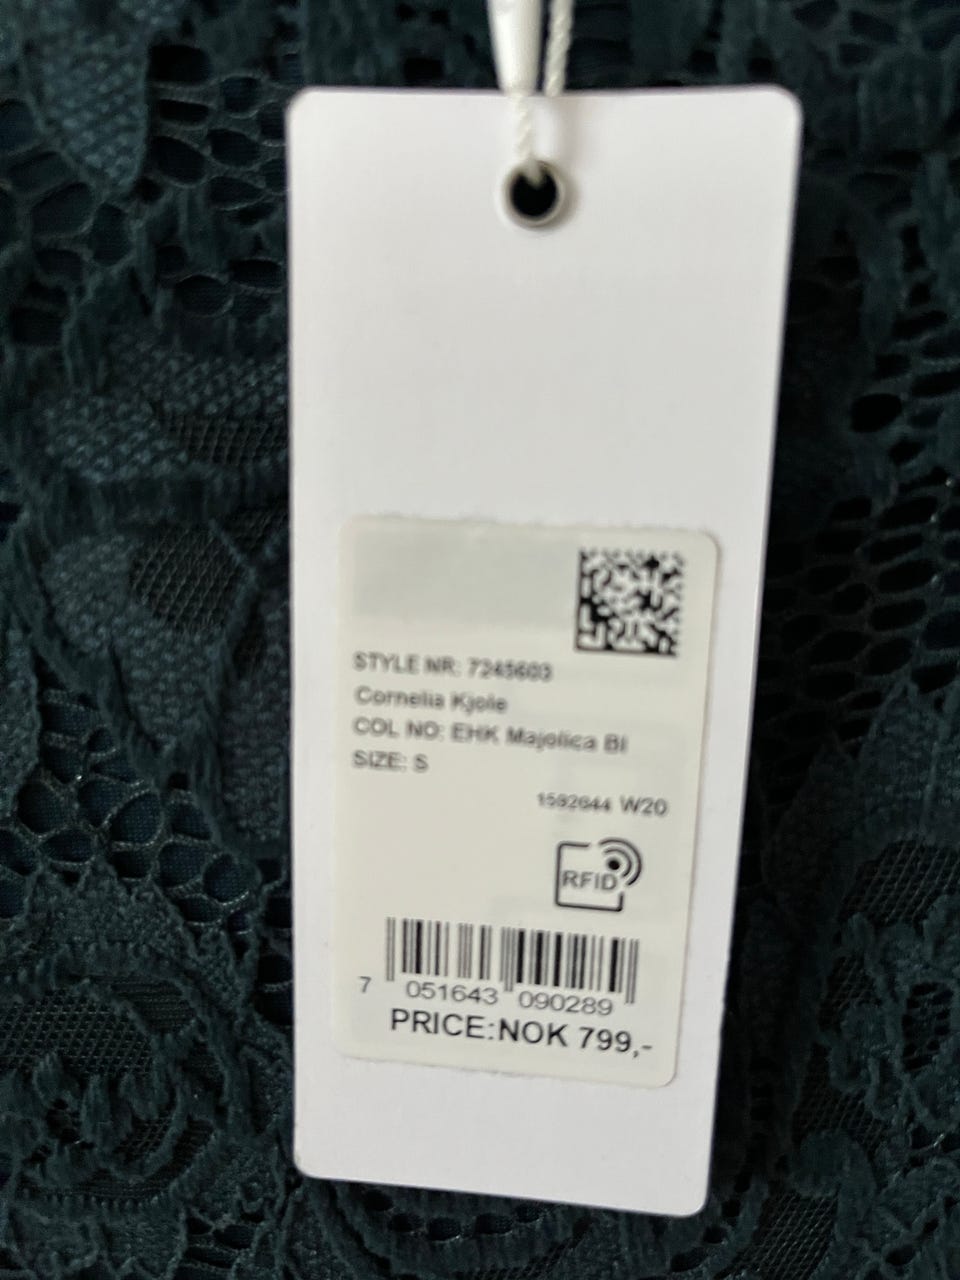 STYLE NR: 7245603
Cornelia Kjole
COL NO: EHK Majolica Bl
SIZE: S
1592644 W20
RFID
7 051643 090289
PRICE:NOK 799,-